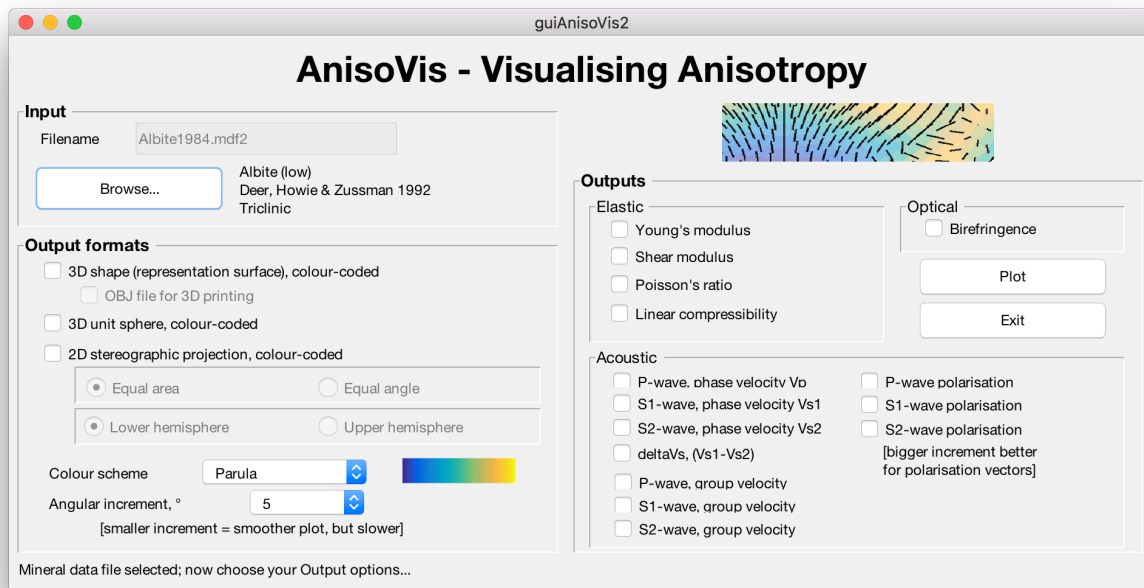 guiAnisoVis2
AnisoVis - Visualising Anisotropy
Input
Filename
Albite1984.mdf2
Browse...
Albite (low)
Deer, Howie & Zussman 1992
Triclinic
Output formats
3D shape (representation surface), colour-coded
OBJ file for 3D printing
3D unit sphere, colour-coded
2D stereographic projection, colour-coded
Equal area
Equal angle
Lower hemisphere
Upper hemisphere
Colour scheme
Parula
Angular increment, °
5
[smaller increment = smoother plot, but slower]
Outputs
Elastic
Young's modulus
Shear modulus
Poisson's ratio
Linear compressibility
Optical
Birefringence
Plot
Exit
Acoustic
P-wave, phase velocity Vp
S1-wave, phase velocity Vs1
S2-wave, phase velocity Vs2
deltaVs, (Vs1-Vs2)
P-wave, group velocity
S1-wave, group velocity
S2-wave, group velocity
P-wave polarisation
S1-wave polarisation
S2-wave polarisation
[bigger increment better
for polarisation vectors]
Mineral data file selected; now choose your Output options...